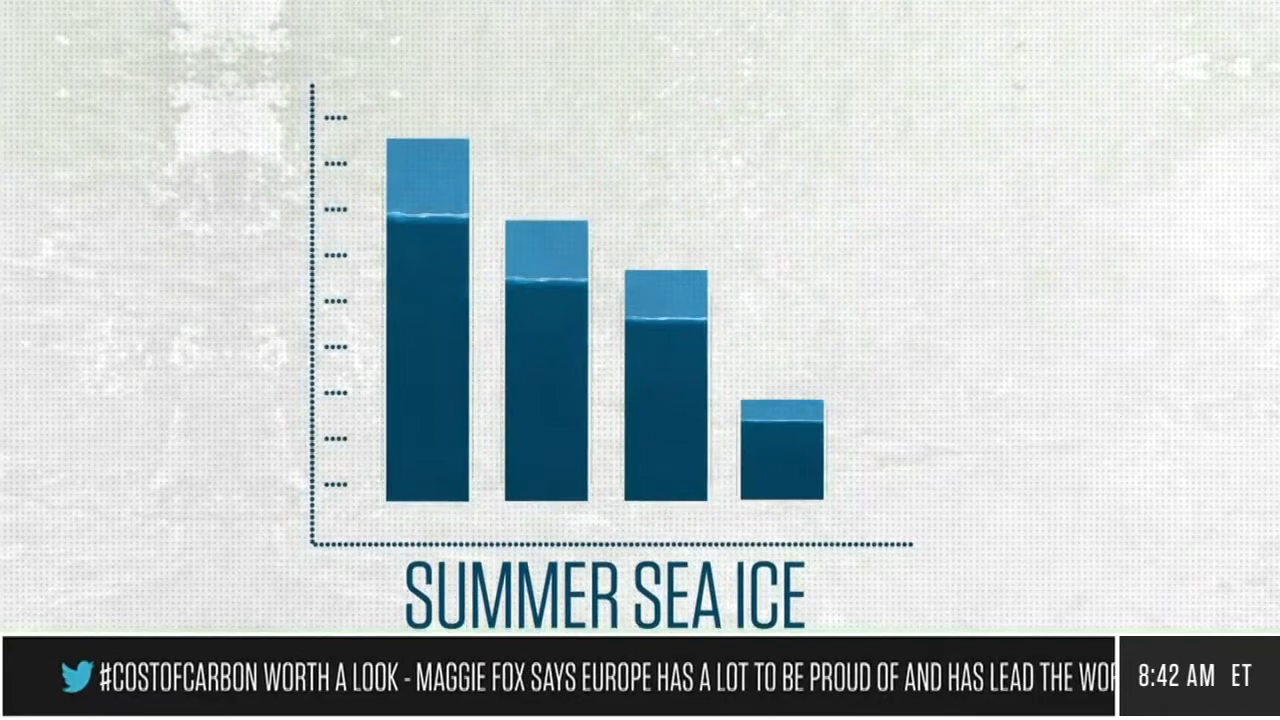 SUMMER SEA ICE
#COSTOFCARBON WORTH A LOOK - MAGGIE FOX SAYS EUROPE HAS A LOT TO BE PROUD OF AND HAS LEAD THE
8:42 AM ET